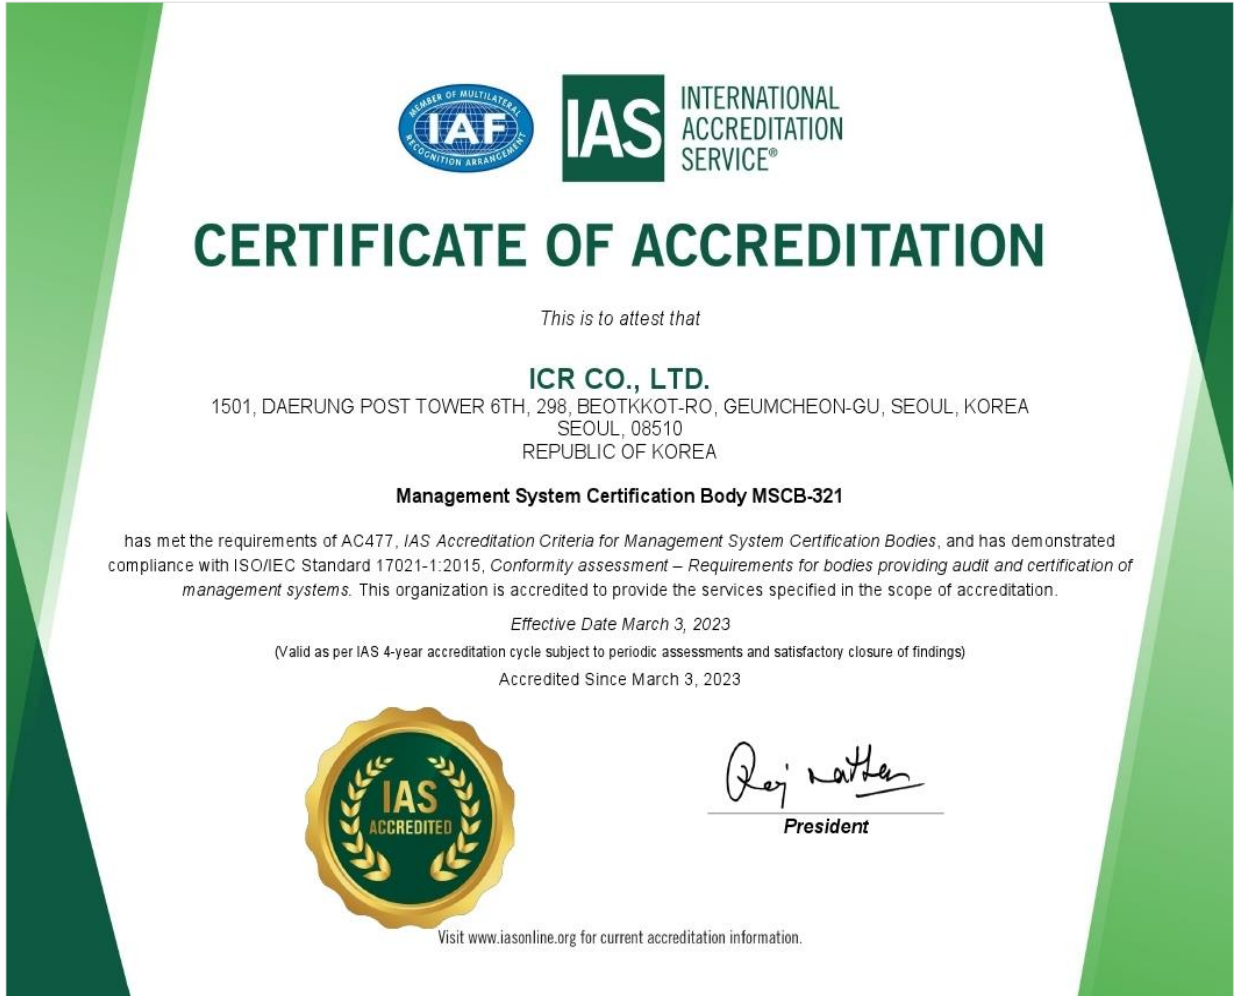 MEMBER OF MULTILATERAL
IAF
RECOGNITION ARRANGEMENT
IAS
INTERNATIONAL
ACCREDITATION
SERVICE®
CERTIFICATE OF ACCREDITATION
This is to attest that
ICR CO., LTD.
1501, DAERUNG POST TOWER 6TH, 298, BEOTKKOT-RO, GEUMCHEON-GU, SEOUL, KOREA
SEOUL, 08510
REPUBLIC OF KOREA
Management System Certification Body MSCB-321
has met the requirements of AC477, IAS Accreditation Criteria for Management System Certification Bodies, and has demonstrated
compliance with ISO/IEC Standard 17021-1:2015, Conformity assessment – Requirements for bodies providing audit and certification of
management systems. This organization is accredited to provide the services specified in the scope of accreditation.
Effective Date March 3, 2023
(Valid as per IAS 4-year accreditation cycle subject to periodic assessments and satisfactory closure of findings)
Accredited Since March 3, 2023
IAS
ACCREDITED
Raj Nathan
President
Visit www.iasonline.org for current accreditation information.